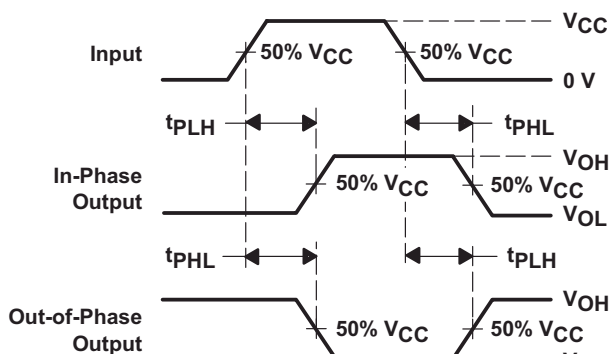 VCC
Input
50% VCC
50% VCC
0 V
tPLH
tPHL
VOH
In-Phase
Output
50% VCC
50% VCC
VOL
tPHL
tPLH
VOH
Out-of-Phase
Output
50% VCC
50% VCC